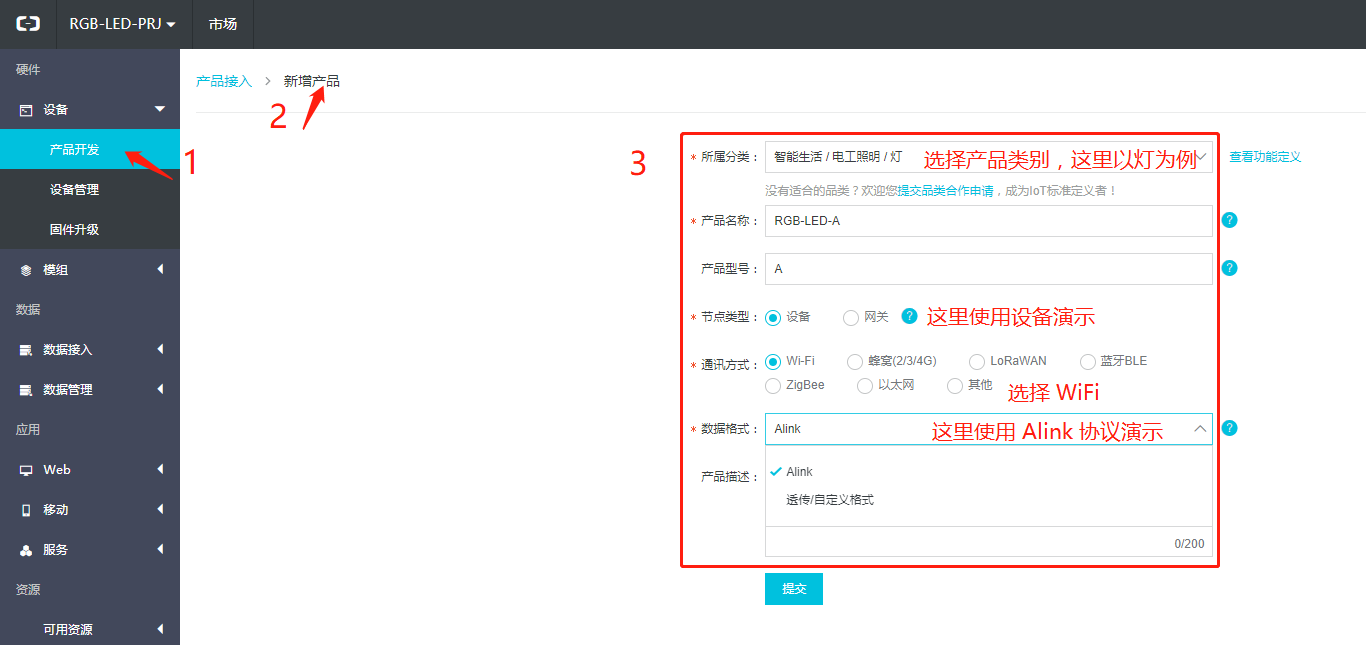 RGB-LED-PRJ
市场
硬件
设备
产品开发
设备管理
固件升级
模组
数据
数据接入
数据管理
应用
Web
移动
服务
资源
可用资源
1
产品接入 > 新增产品
2
3
* 所属分类： 智能生活 / 电工照明 / 灯 选择产品类别，这里以灯为例 查看功能定义
没有适合的品类？欢迎您提交品类合作申请，成为IoT标准定义者！
* 产品名称： RGB-LED-A ?
产品型号： A ?
* 节点类型： 设备 网关 ? 这里使用设备演示
* 通讯方式： Wi-Fi 蜂窝(2/3/4G) LoRaWAN 蓝牙BLE
ZigBee 以太网 其他 选择 WiFi
* 数据格式： Alink 这里使用 Alink 协议演示 ?
产品描述： Alink
透传/自定义格式
0/200
提交